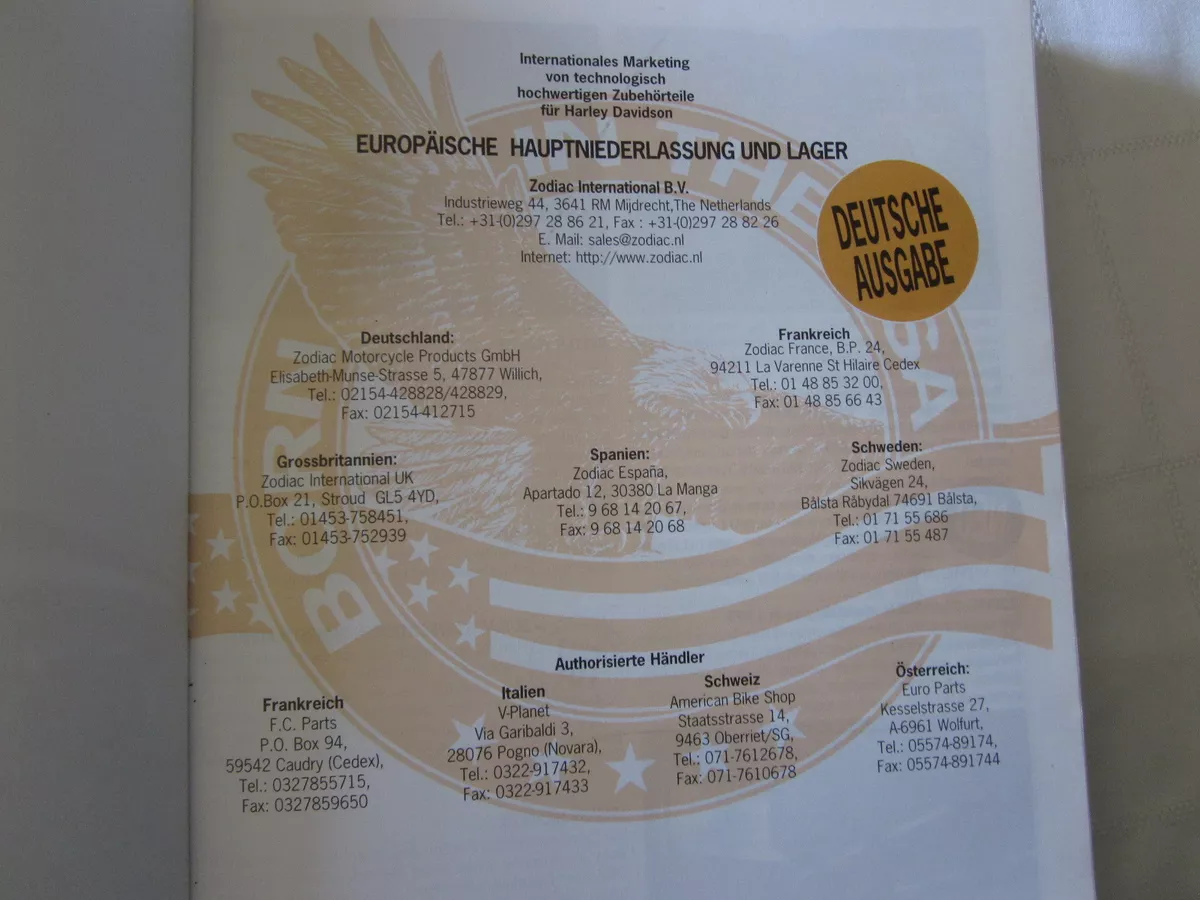 Internationales Marketing
von technologisch
hochwertigen Zubehörteile
für Harley Davidson
EUROPÄISCHE HAUPTNIEDERLASSUNG UND LAGER
Zodiac International B.V.
Industrieweg 44, 3641 RM Mijdrecht,The Netherlands
Tel.: +31-(0)297 28 86 21, Fax : +31-(0)297 28 82 26
E. Mail: sales@zodiac.nl
Internet: http://www.zodiac.nl
DEUTSCHE
AUSGABE
BORN IN THE USA
Deutschland:
Zodiac Motorcycle Products GmbH
Elisabeth-Munse-Strasse 5, 47877 Willich,
Tel.: 02154-428828/428829,
Fax: 02154-412715
Frankreich
Zodiac France, B.P. 24,
94211 La Varenne St Hilaire Cedex
Tel.: 01 48 85 32 00,
Fax: 01 48 85 66 43
Grossbritannien:
Zodiac International UK
P.O.Box 21, Stroud GL5 4YD,
Tel.: 01453-758451,
Fax: 01453-752939
Spanien:
Zodiac España,
Apartado 12, 30380 La Manga
Tel.: 9 68 14 20 67,
Fax: 9 68 14 20 68
Schweden:
Zodiac Sweden,
Sikvägen 24,
Bålsta Råbydal 74691 Bålsta,
Tel.: 01 71 55 686
Fax: 01 71 55 487
Authorisierte Händler
Frankreich
F.C. Parts
P.O. Box 94,
59542 Caudry (Cedex),
Tel.: 0327855715,
Fax: 0327859650
Italien
V-Planet
Via Garibaldi 3,
28076 Pogno (Novara),
Tel.: 0322-917432,
Fax: 0322-917433
Schweiz
American Bike Shop
Staatsstrasse 14,
9463 Oberriet/SG,
Tel.: 071-7612678,
Fax: 071-7610678
Österreich:
Euro Parts
Kesselstrasse 27,
A-6961 Wolfurt,
Tel.: 05574-89174,
Fax: 05574-891744